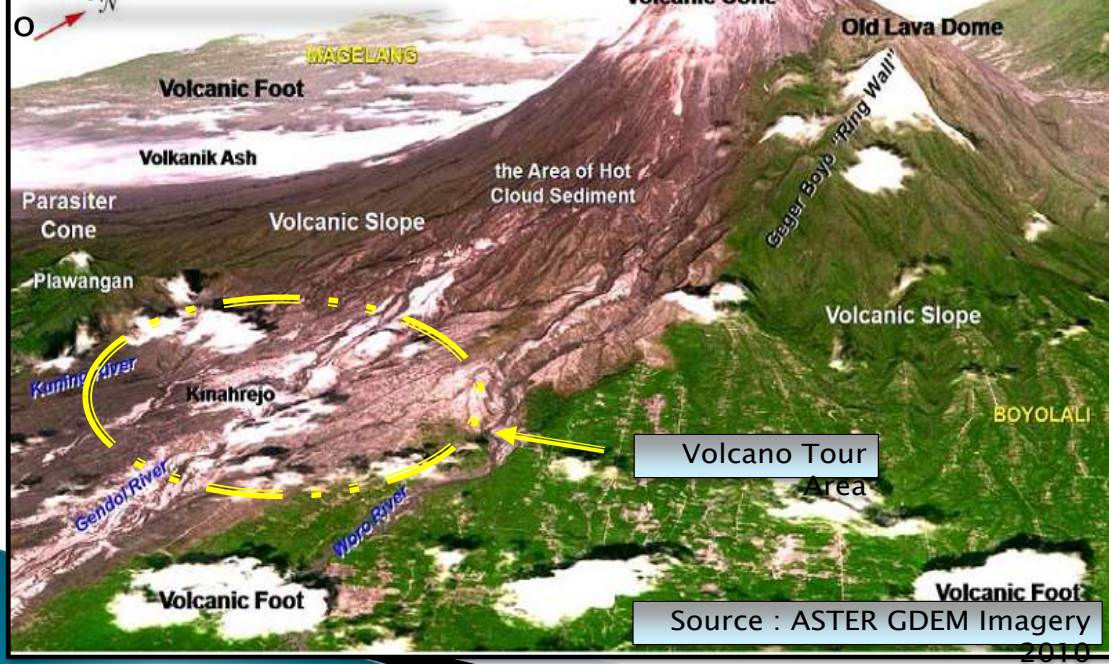 N
o
Volcanic Cone
Old Lava Dome
MAGELANG
Volcanic Foot
Geger Boyo "Ring Wall"
Volkanik Ash
the Area of Hot
Cloud Sediment
Parasiter
Cone
Volcanic Slope
Plawangan
Volcanic Slope
Kuning River
Kinahrejo
BOYOLALI
Volcano Tour
Area
Gendol River
Woro River
Volcanic Foot
Volcanic Foot
Source : ASTER GDEM Imagery
2010